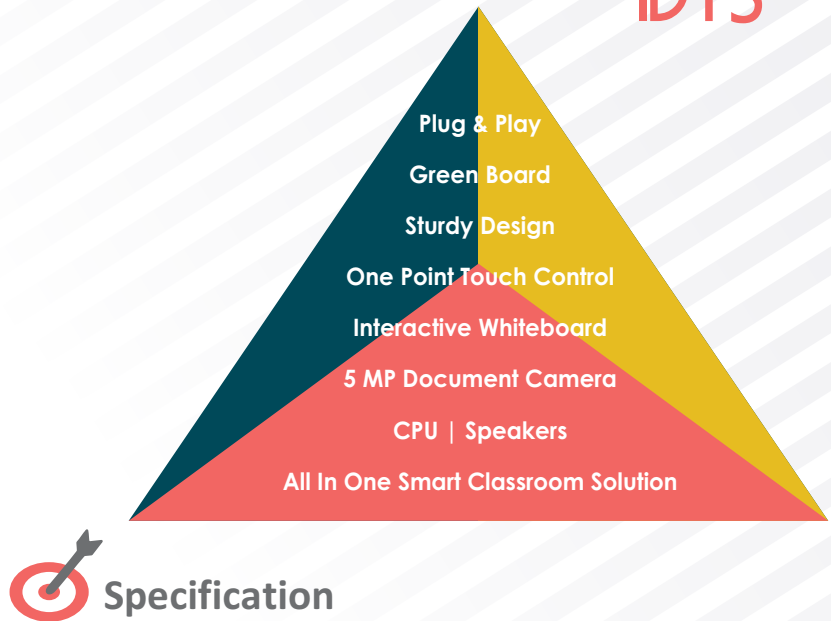 Plug & Play
Green Board
Sturdy Design
One Point Touch Control
Interactive Whiteboard
5 MP Document Camera
CPU | Speakers
All In One Smart Classroom Solution
Specification